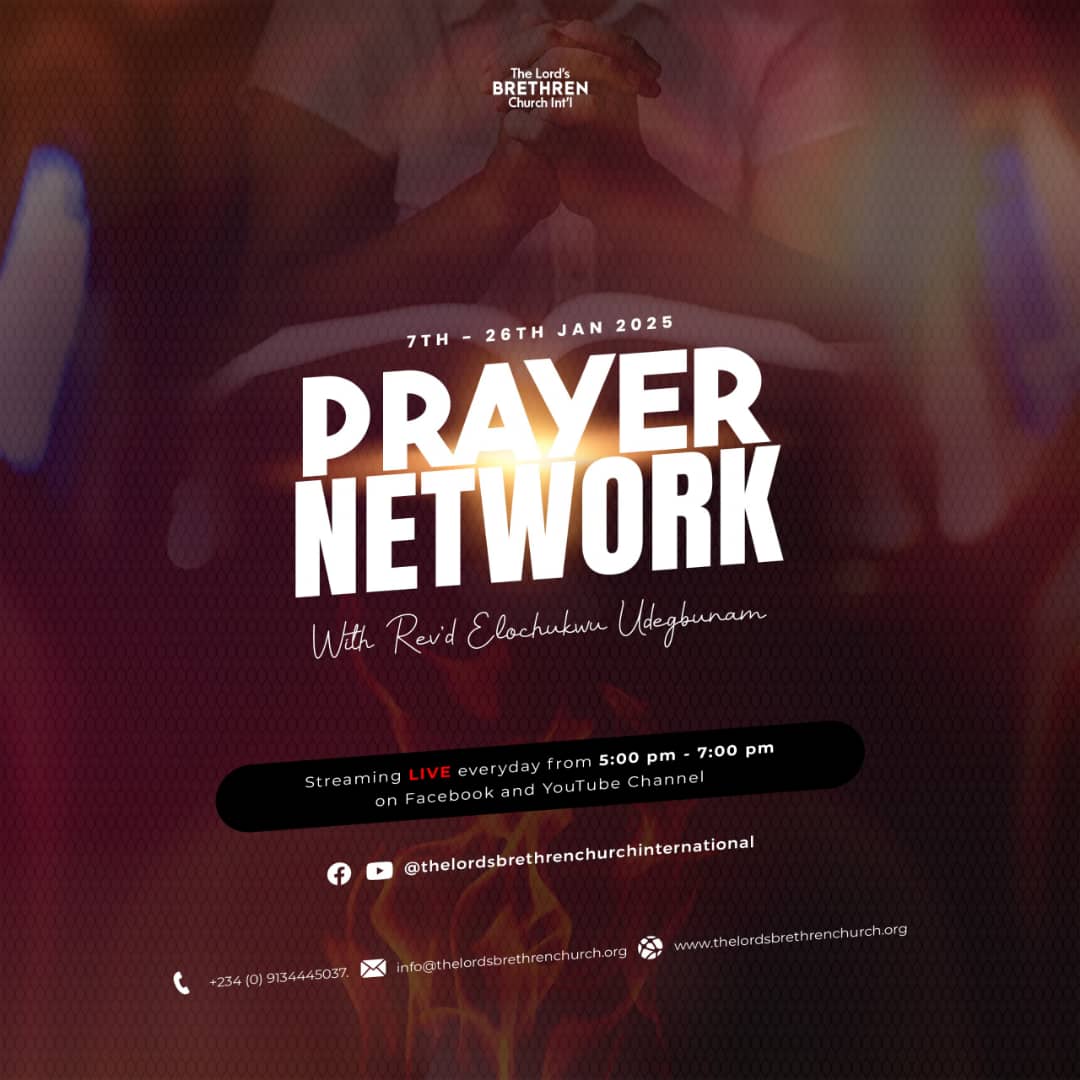 The Lord's
BRETHREN
Church Int'l
7TH - 26TH JAN 2025
PRAYER
NETWORK
With Rev'd Elochukwu Udegbunam
Streaming LIVE everyday from 5:00 pm - 7:00 pm
on Facebook and YouTube Channel
@thelordsbrethrenchurchinternational
+234 (0) 9134445037. info@thelordsbrethrenchurch.org www.thelordsbrethrenchurch.org